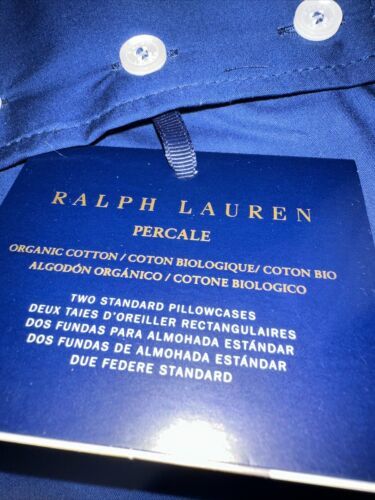 RALPH LAUREN
PERCALE
ORGANIC COTTON / COTON BIOLOGIQUE/ COTON BIO
ALGODÓN ORGÁNICO / COTONE BIOLOGICO
TWO STANDARD PILLOWCASES
DEUX TAIES D'OREILLER RECTANGULAIRES
DOS FUNDAS PARA ALMOHADA ESTÁNDAR
DOS FUNDAS DE ALMOHADA ESTÁNDAR
DUE FEDERE STANDARD